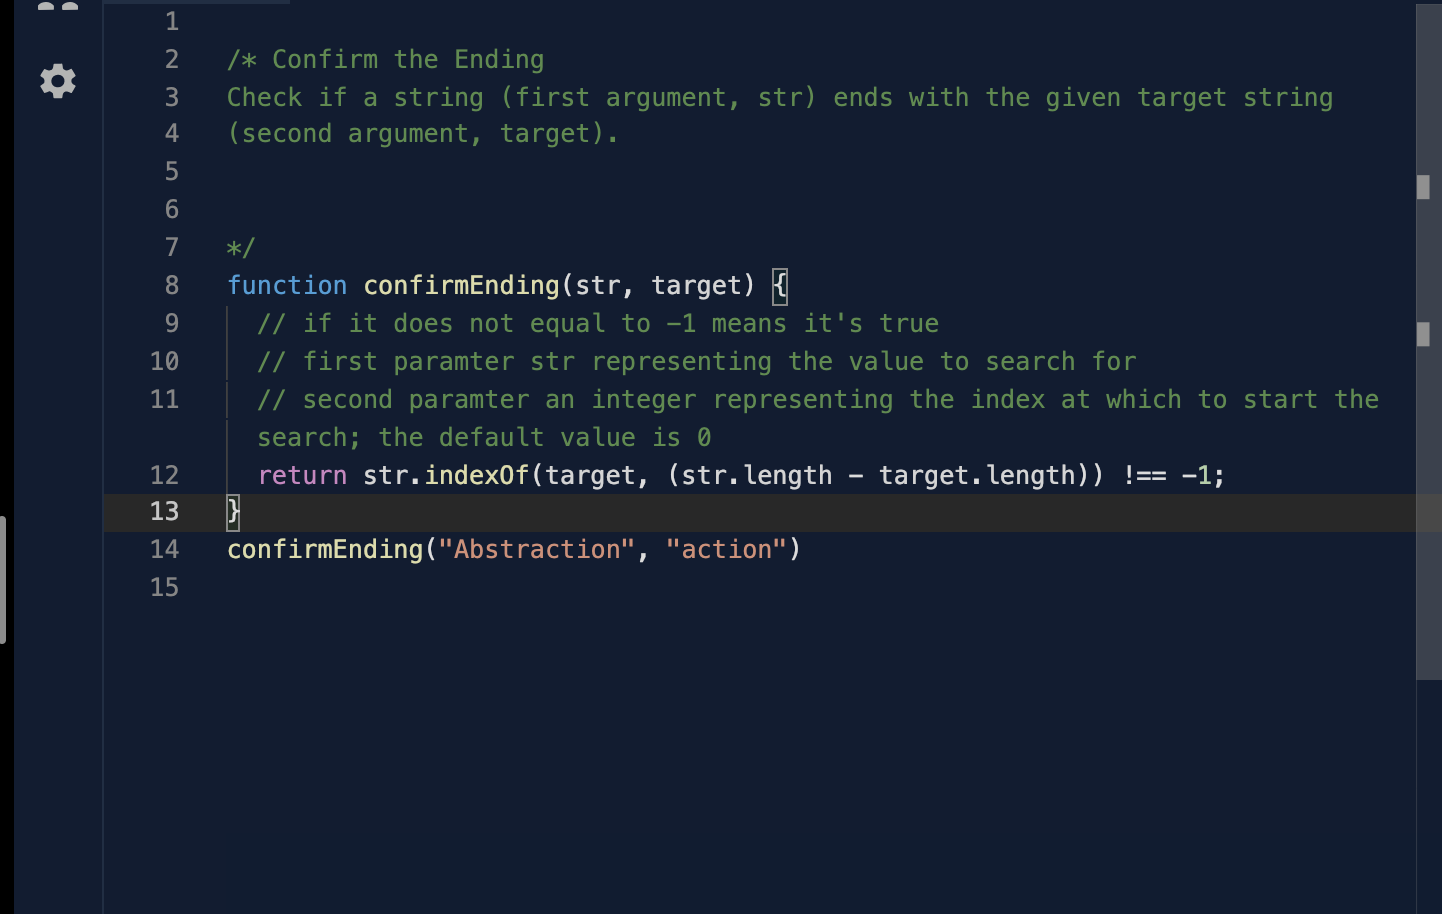 1
2 /* Confirm the Ending
3 Check if a string (first argument, str) ends with the given target string
4 (second argument, target).
5
6
7 */
8 function confirmEnding(str, target) {
9 // if it does not equal to -1 means it's true
10 // first paramter str representing the value to search for
11 // second paramter an integer representing the index at which to start the
search; the default value is 0
12 return str.indexOf(target, (str.length - target.length)) !== -1;
13 }
14 confirmEnding("Abstraction", "action")
15